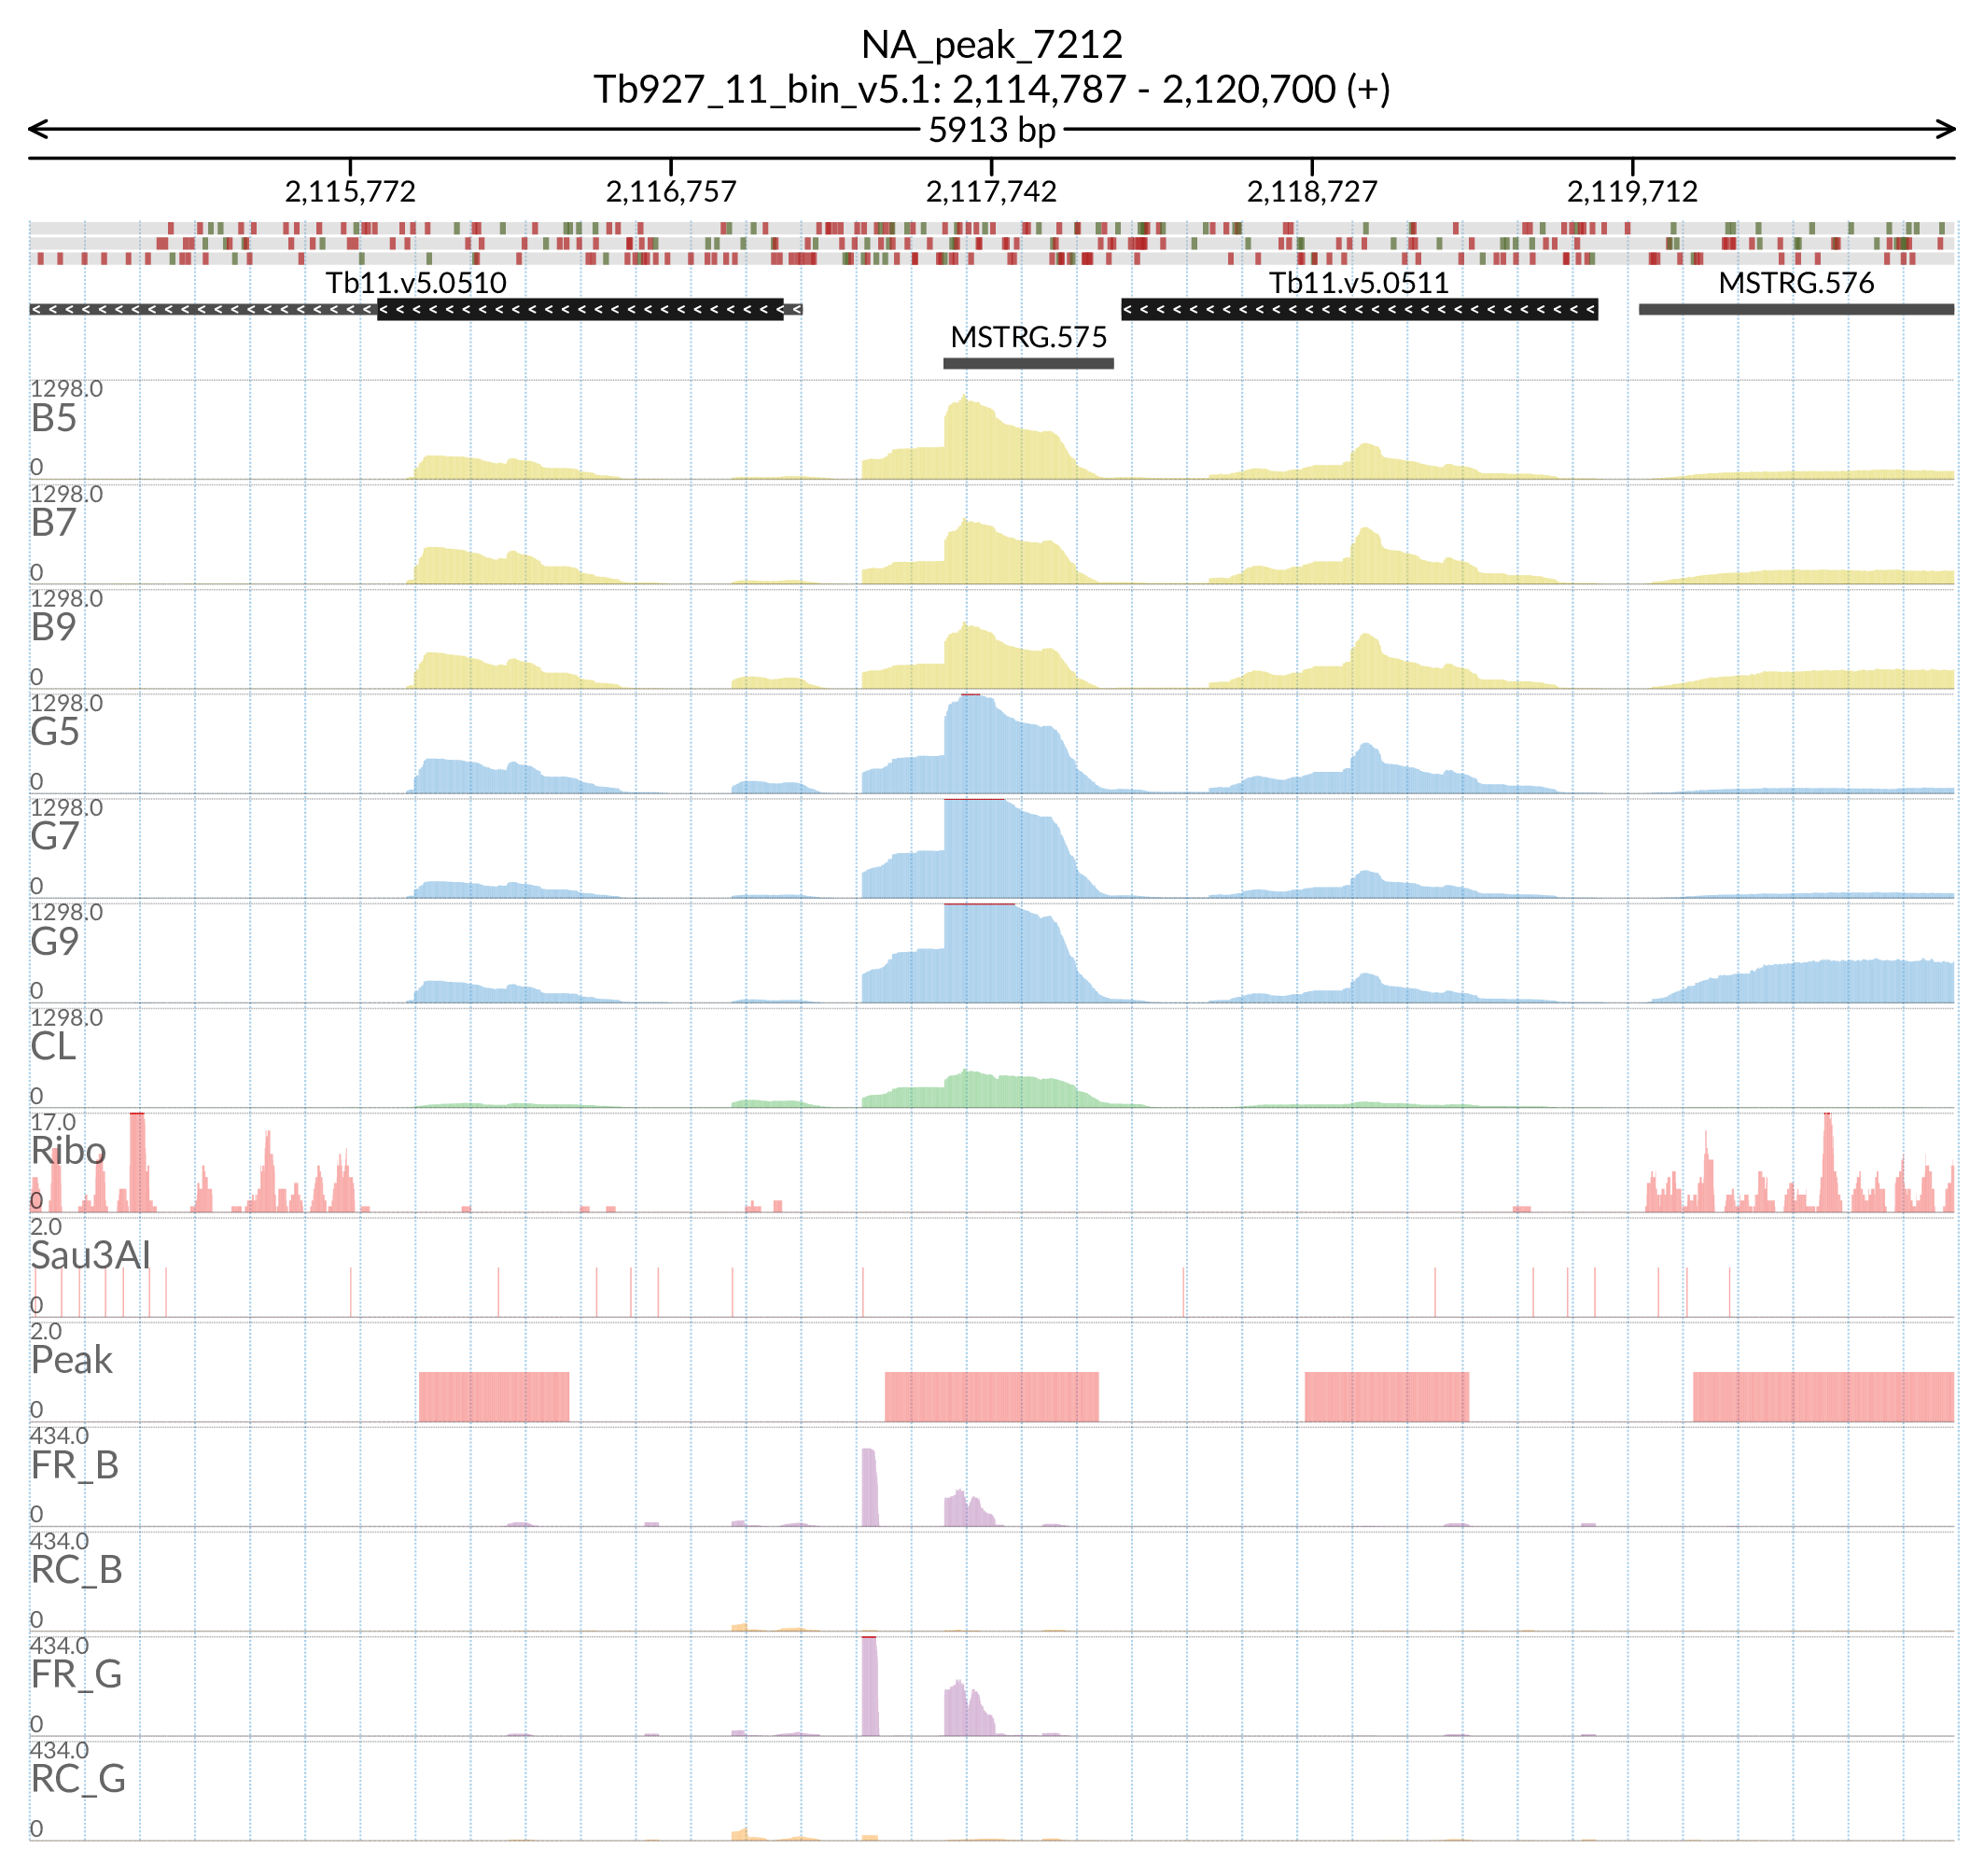 NA_peak_7212
Tb927_11_bin_v5.1: 2,114,787 - 2,120,700 (+)
5913 bp
2,115,772 2,116,757 2,117,742 2,118,727 2,119,712
Tb11.v5.0510 Tb11.v5.0511 MSTRG.576
MSTRG.575
1298.0
B5
0
1298.0
B7
0
1298.0
B9
0
1298.0
G5
0
1298.0
G7
0
1298.0
G9
0
1298.0
CL
0
17.0
Ribo
0
2.0
Sau3AI
0
2.0
Peak
0
434.0
FR_B
0
434.0
RC_B
0
434.0
FR_G
0
434.0
RC_G
0